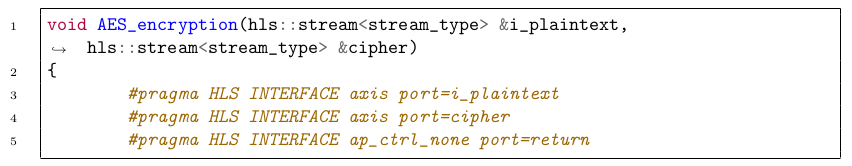 1 void AES_encryption(hls::stream<stream_type> &i_plaintext,
↪ hls::stream<stream_type> &cipher)
2 {
3 #pragma HLS INTERFACE axis port=i_plaintext
4 #pragma HLS INTERFACE axis port=cipher
5 #pragma HLS INTERFACE ap_ctrl_none port=return